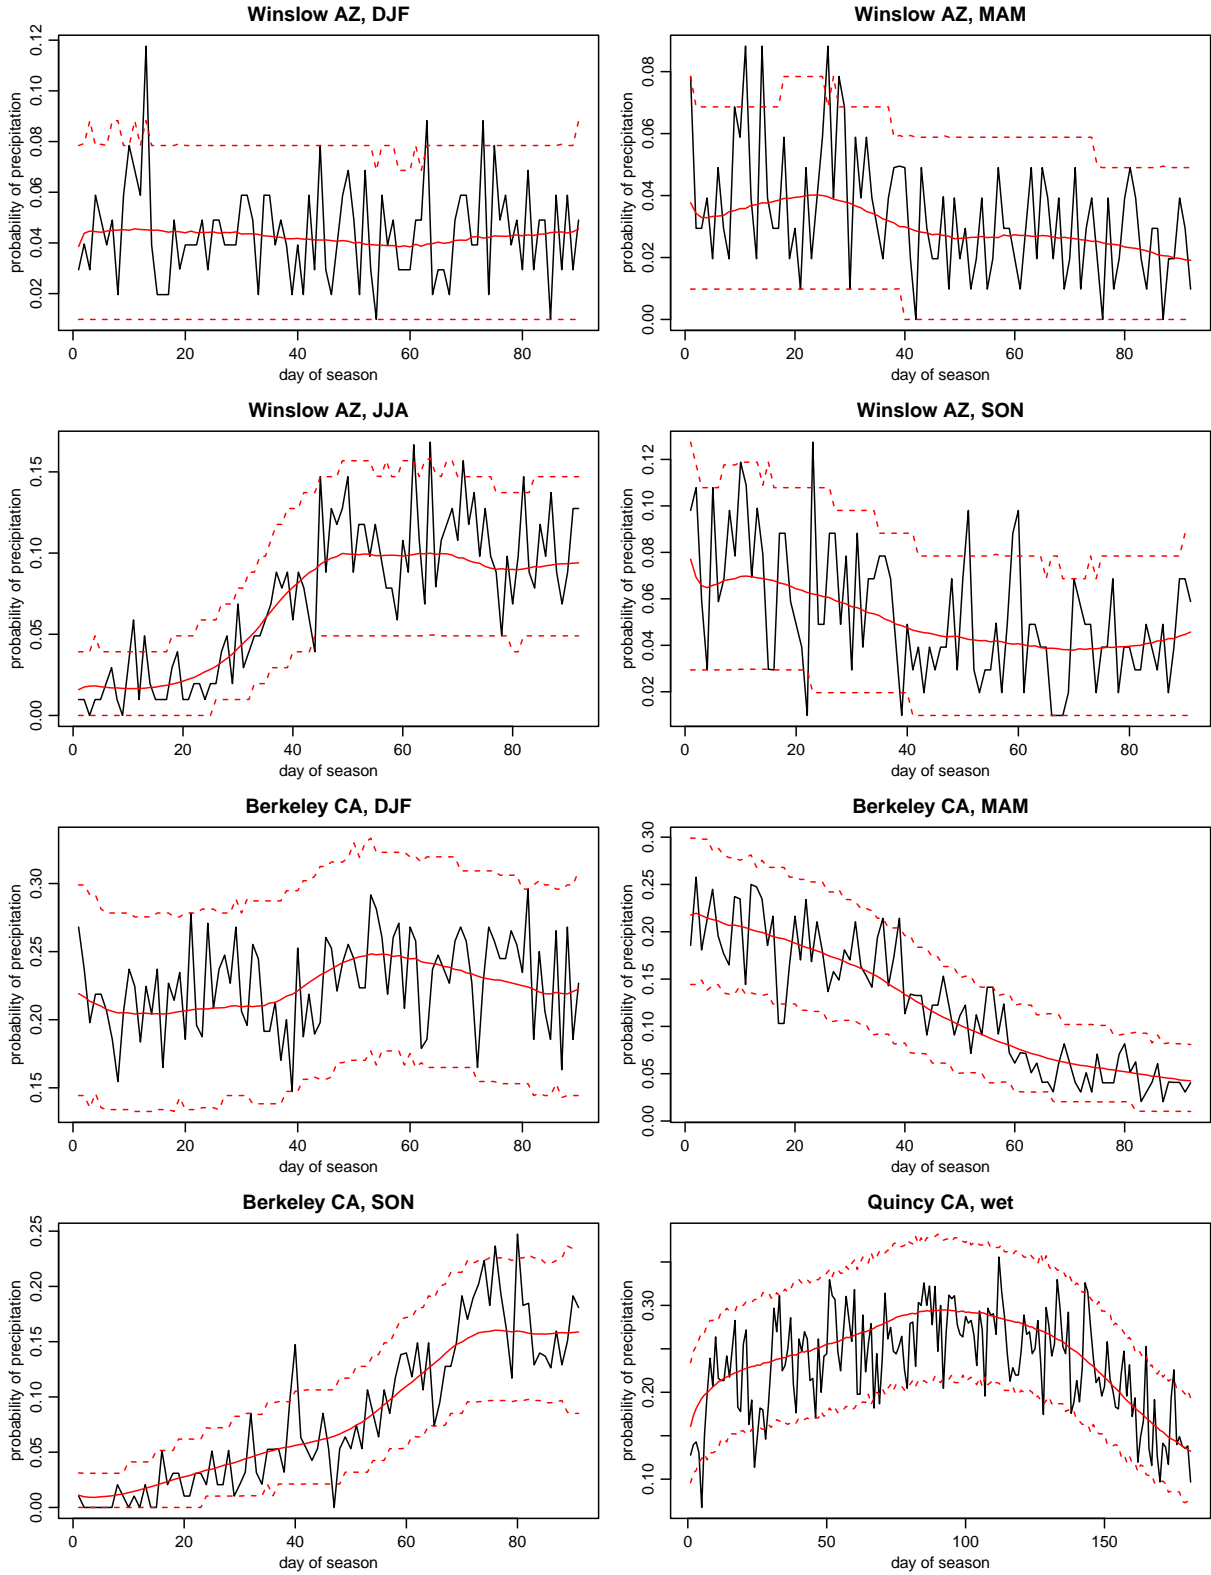 Winslow AZ, DJF
probability of precipitation
0.02 0.04 0.06 0.08 0.10 0.12
0 20 40 60 80
day of season
Winslow AZ, MAM
probability of precipitation
0.00 0.02 0.04 0.06 0.08
0 20 40 60 80
day of season
Winslow AZ, JJA
probability of precipitation
0.00 0.05 0.10 0.15
0 20 40 60 80
day of season
Winslow AZ, SON
probability of precipitation
0.02 0.04 0.06 0.08 0.10 0.12
0 20 40 60 80
day of season
Berkeley CA, DJF
probability of precipitation
0.15 0.20 0.25 0.30
0 20 40 60 80
day of season
Berkeley CA, MAM
probability of precipitation
0.00 0.05 0.10 0.15 0.20 0.25 0.30
0 20 40 60 80
day of season
Berkeley CA, SON
probability of precipitation
0.00 0.05 0.10 0.15 0.20 0.25
0 20 40 60 80
day of season
Quincy CA, wet
probability of precipitation
0.10 0.20 0.30
0 50 100 150
day of season